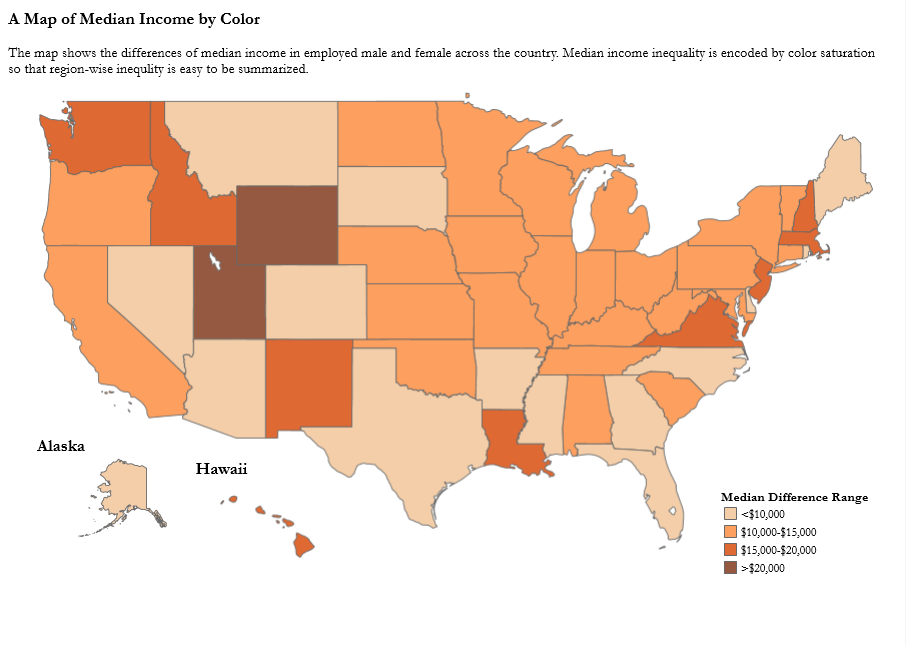 A Map of Median Income by Color
The map shows the differences of median income in employed male and female across the country. Median income inequality is encoded by color saturation
so that region-wise inequlity is easy to be summarized.
Alaska
Hawaii
Median Difference Range
<$10,000
$10,000-$15,000
$15,000-$20,000
>$20,000